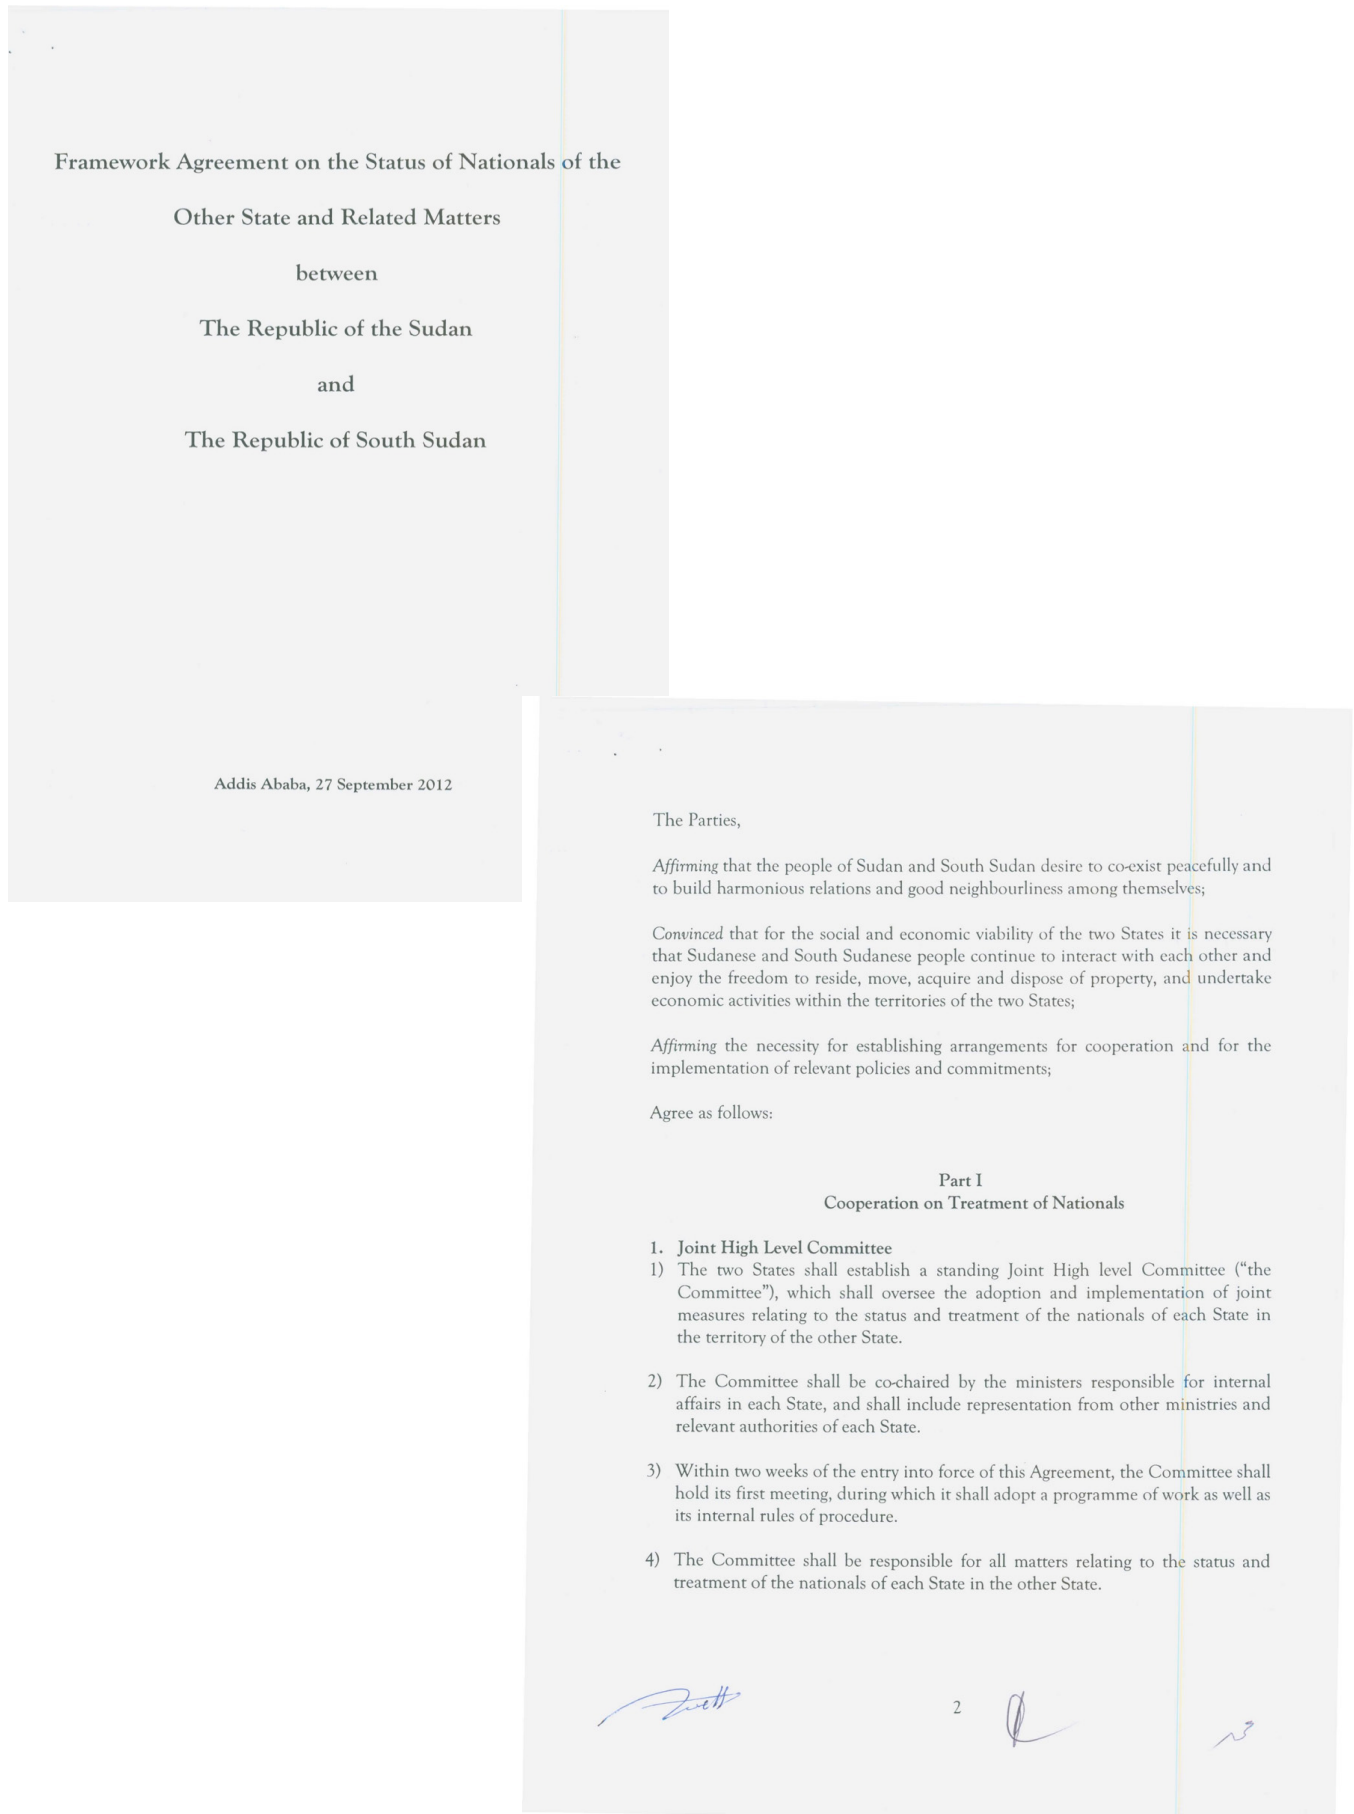 Framework Agreement on the Status of Nationals of the
Other State and Related Matters
between
The Republic of the Sudan
and
The Republic of South Sudan
Addis Ababa, 27 September 2012
The Parties,
Affirming that the people of Sudan and South Sudan desire to co-exist peacefully and
to build harmonious relations and good neighbourliness among themselves;
Convinced that for the social and economic viability of the two States it is necessary
that Sudanese and South Sudanese people continue to interact with each other and
enjoy the freedom to reside, move, acquire and dispose of property, and undertake
economic activities within the territories of the two States;
Affirming the necessity for establishing arrangements for cooperation and for the
implementation of relevant policies and commitments;
Agree as follows:
Part I
Cooperation on Treatment of Nationals
1. Joint High Level Committee
1) The two States shall establish a standing Joint High level Committee (“the
Committee”), which shall oversee the adoption and implementation of joint
measures relating to the status and treatment of the nationals of each State in
the territory of the other State.
2) The Committee shall be co-chaired by the ministers responsible for internal
affairs in each State, and shall include representation from other ministries and
relevant authorities of each State.
3) Within two weeks of the entry into force of this Agreement, the Committee shall
hold its first meeting, during which it shall adopt a programme of work as well as
its internal rules of procedure.
4) The Committee shall be responsible for all matters relating to the status and
treatment of the nationals of each State in the other State.
2